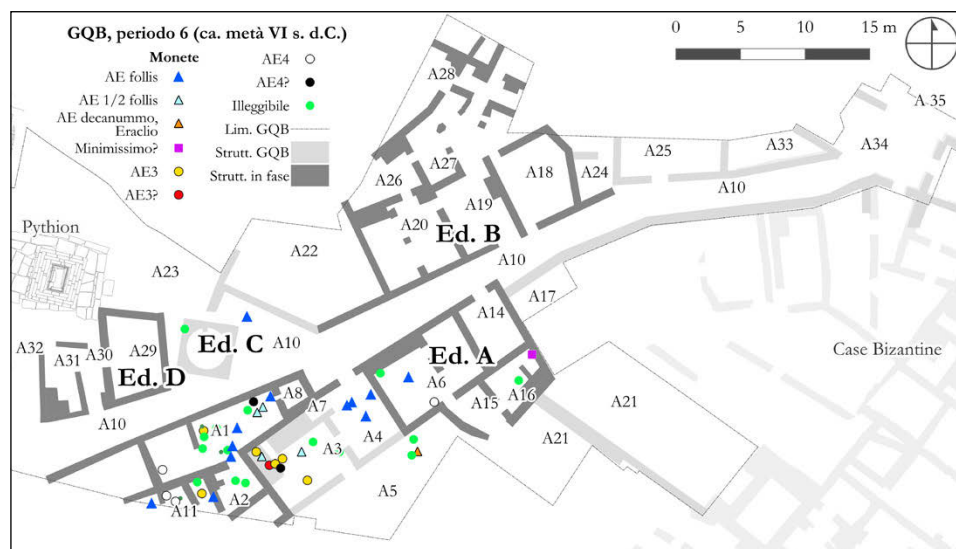 GQB, periodo 6 (ca. metà VI s. d.C.)
Monete
AE follis
AE 1/2 follis
AE decanummo,
Eraclio
Minimissimo?
AE3
AE3?
AE4
AE4?
Illeggibile
Lim. GQB
Strutt. GQB
Strutt. in fase
0 5 10 15 m
A28
A 35
A34
A33
A25
A27
A18
A24
A26
A10
A19
A20
Ed. B
A22
Pythion
A23
A10
A17
A14
A10
Ed. C
A32
A31
A30
A29
Ed. D
Ed. A
Case Bizantine
A6
A8
A15
A16
A21
A7
A10
A1
A4
A3
A21
A5
A2
A11